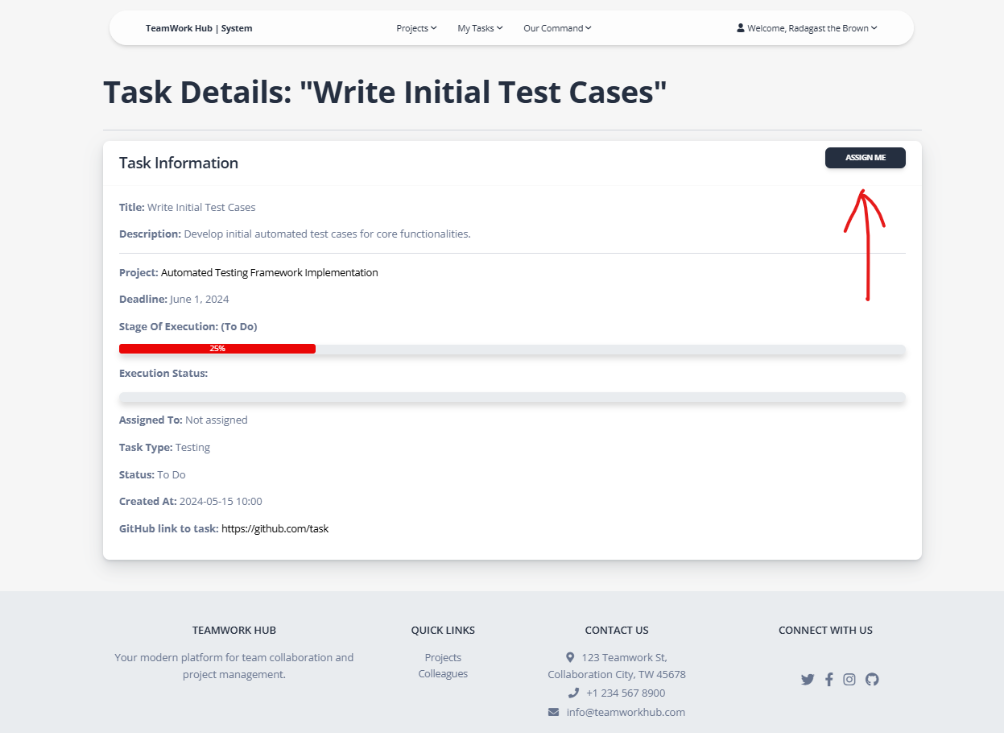 TeamWork Hub | System
Projects
My Tasks
Our Command
Welcome, Radagast the Brown
Task Details: "Write Initial Test Cases"
Task Information
ASSIGN ME
Title: Write Initial Test Cases
Description: Develop initial automated test cases for core functionalities.
Project: Automated Testing Framework Implementation
Deadline: June 1, 2024
Stage Of Execution: (To Do)
25%
Execution Status:
Assigned To: Not assigned
Task Type: Testing
Status: To Do
Created At: 2024-05-15 10:00
GitHub link to task: https://github.com/task
TEAMWORK HUB
Your modern platform for team collaboration and
project management.
QUICK LINKS
Projects
Colleagues
CONTACT US
123 Teamwork St,
Collaboration City, TW 45678
+1 234 567 8900
info@teamworkhub.com
CONNECT WITH US